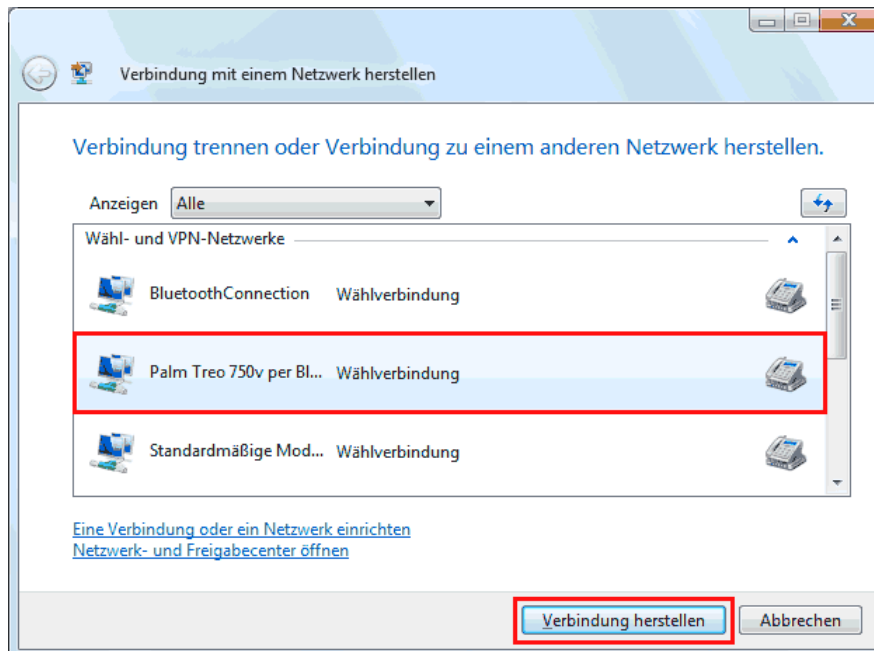 Verbindung mit einem Netzwerk herstellen
Verbindung trennen oder Verbindung zu einem anderen Netzwerk herstellen.
Anzeigen Alle
Wähl- und VPN-Netzwerke
BluetoothConnection Wählverbindung
Palm Treo 750v per Bl... Wählverbindung
Standardmäßige Mod... Wählverbindung
Eine Verbindung oder ein Netzwerk einrichten
Netzwerk- und Freigabecenter öffnen
Verbindung herstellen Abbrechen